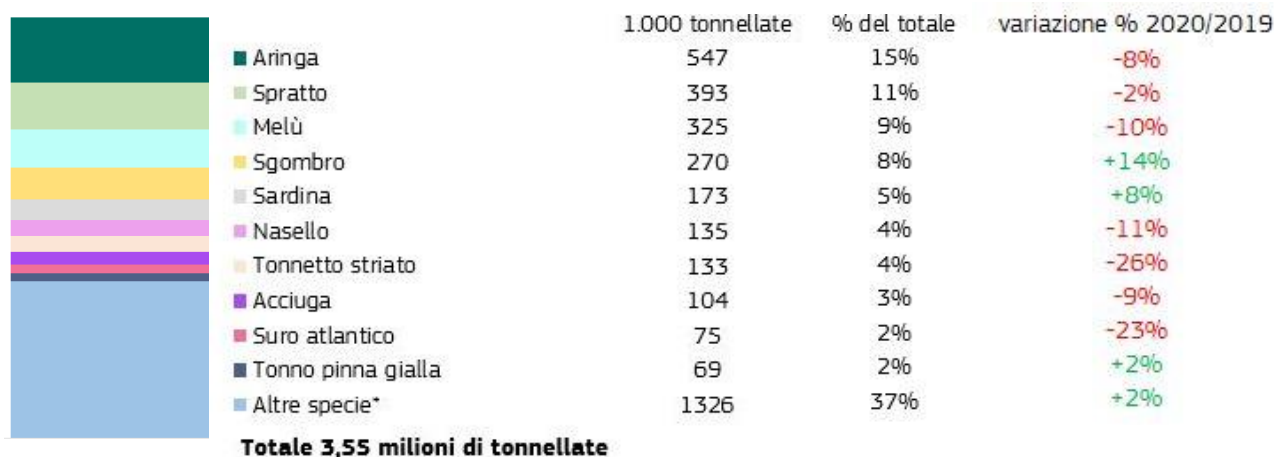 1.000 tonnellate % del totale variazione % 2020/2019
Aringa 547 15% -8%
Spratto 393 11% -2%
Melù 325 9% -10%
Sgombro 270 8% +14%
Sardina 173 5% +8%
Nasello 135 4% -11%
Tonnetto striato 133 4% -26%
Acciuga 104 3% -9%
Suro atlantico 75 2% -23%
Tonno pinna gialla 69 2% +2%
Altre specie* 1326 37% +2%
Totale 3,55 milioni di tonnellate